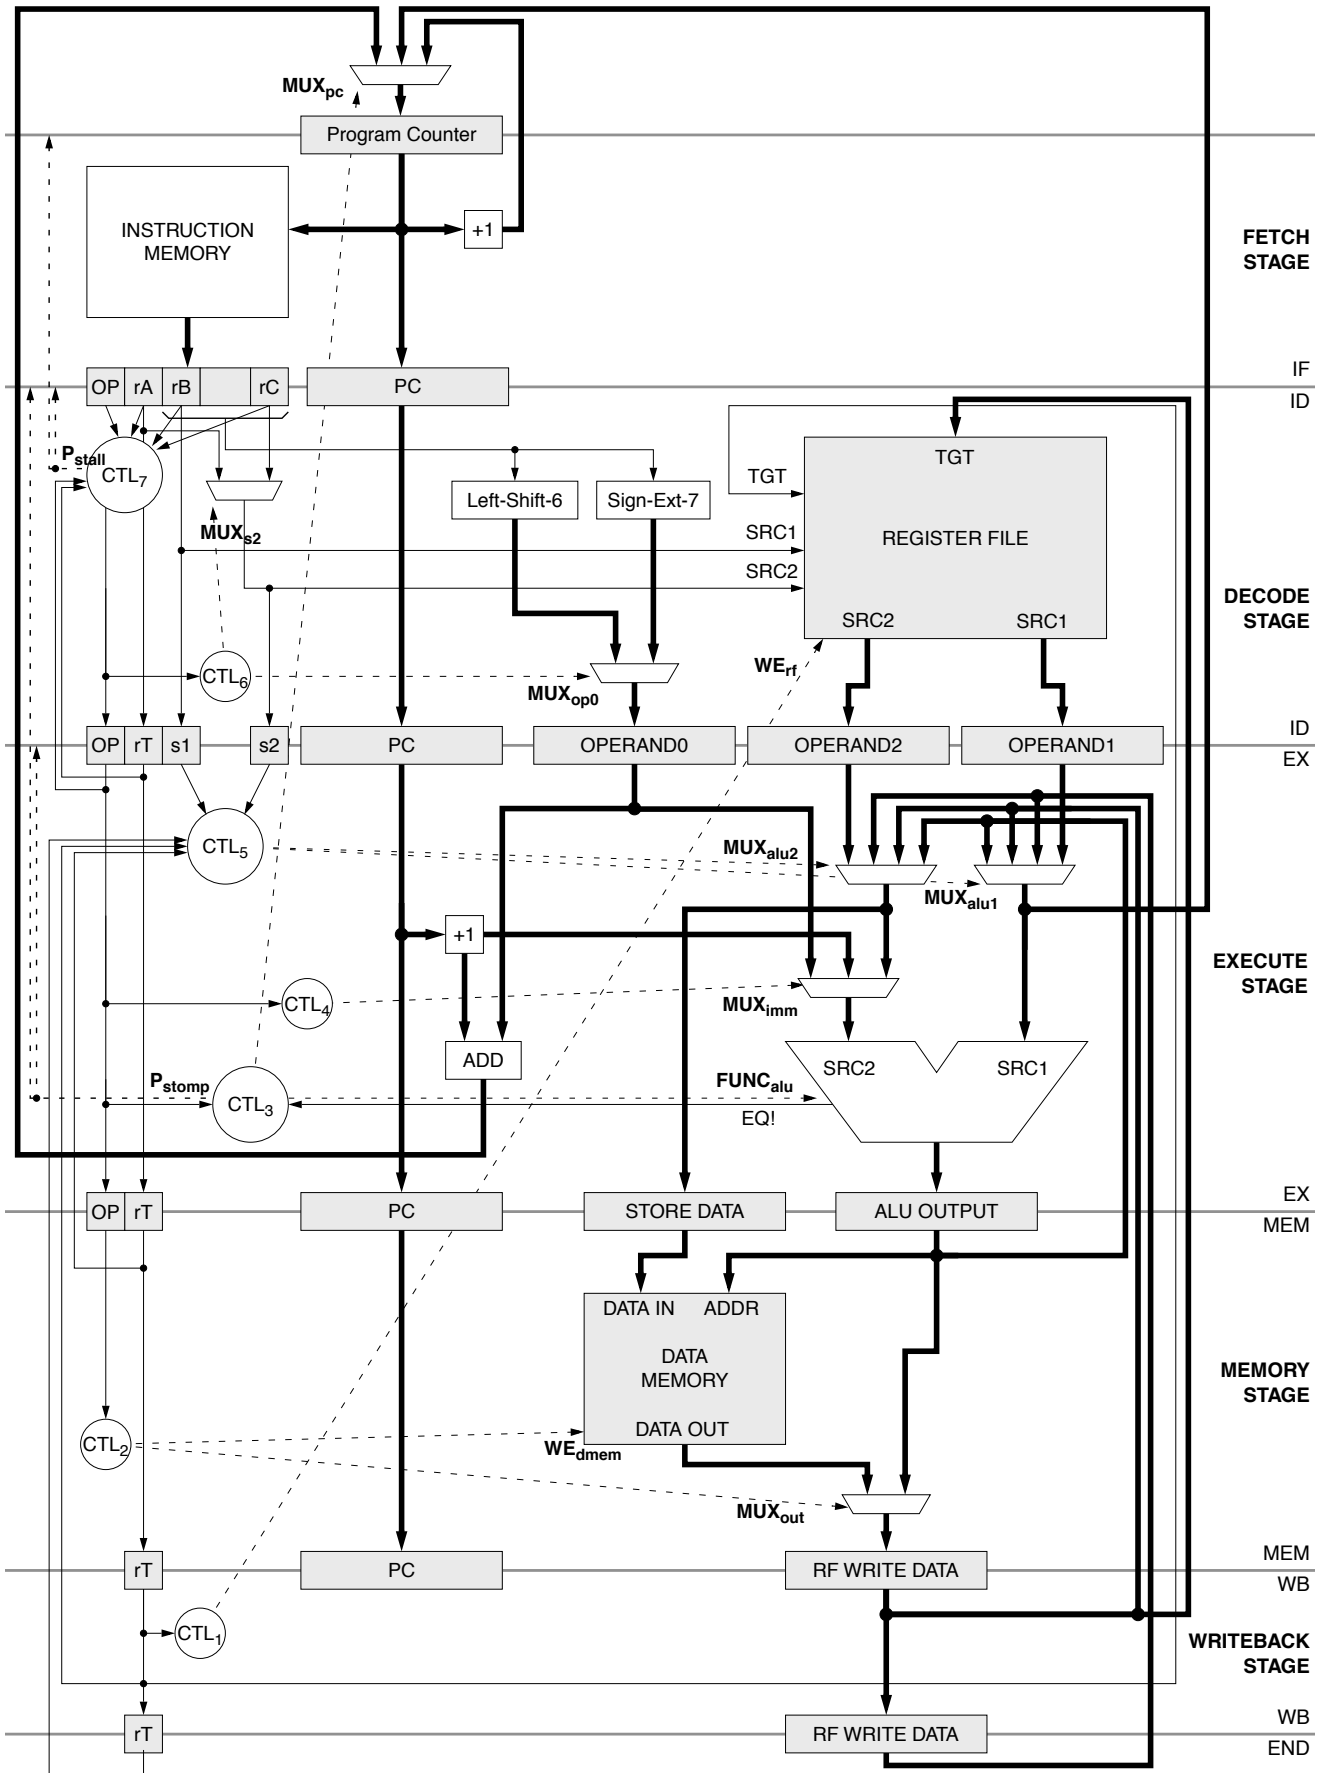 MUXpc
Program Counter
INSTRUCTION
MEMORY
+1
FETCH
STAGE
IF
OP rA rB rC
PC
ID
Pstall
CTL7
TGT
TGT
Left-Shift-6
Sign-Ext-7
MUXs2
SRC1
REGISTER FILE
SRC2
DECODE
STAGE
SRC2
SRC1
WErf
CTL6
MUXop0
ID
OP rT s1 s2
PC
OPERAND0
OPERAND2
OPERAND1
EX
CTL5
MUXalu2
MUXalu1
+1
EXECUTE
STAGE
CTL4
MUXimm
ADD
SRC2
SRC1
Pstomp
FUNCalu
CTL3
EQ!
EX
OP rT
PC
STORE DATA
ALU OUTPUT
MEM
DATA IN
ADDR
DATA
MEMORY
MEMORY
STAGE
DATA OUT
CTL2
WEdmem
MUXout
MEM
rT
PC
RF WRITE DATA
WB
CTL1
WRITEBACK
STAGE
WB
rT
RF WRITE DATA
END